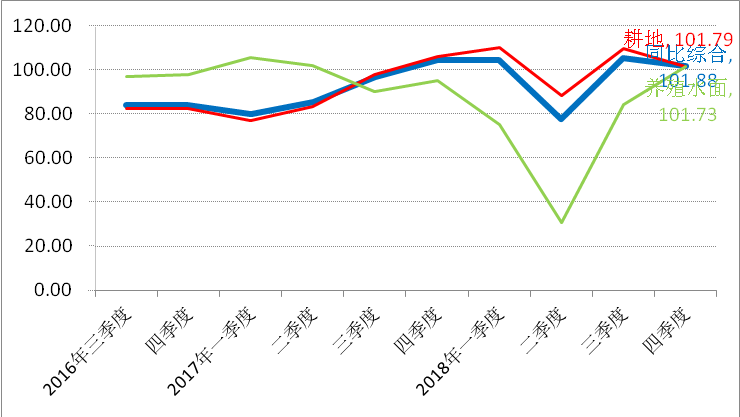 120.00
100.00
80.00
60.00
40.00
20.00
0.00
耕地, 101.79
同比综合,
101.88
养殖水面,
101.73
2016年三季度
四季度
2017年一季度
二季度
三季度
四季度
2018年一季度
二季度
三季度
四季度